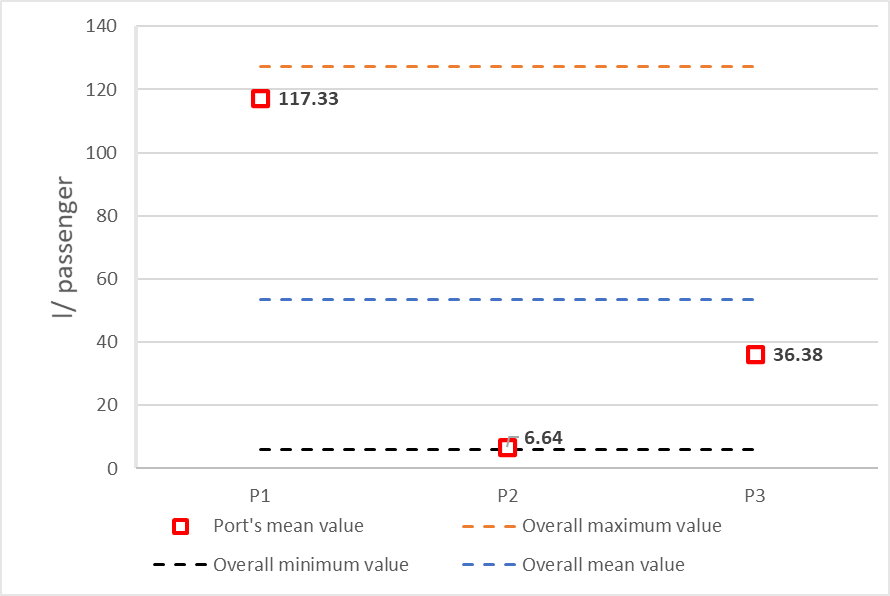 140
120
117.33
100
80
60
40
36.38
20
6.64
0
l/ passenger
P1 P2 P3
Port's mean value Overall maximum value
Overall minimum value Overall mean value